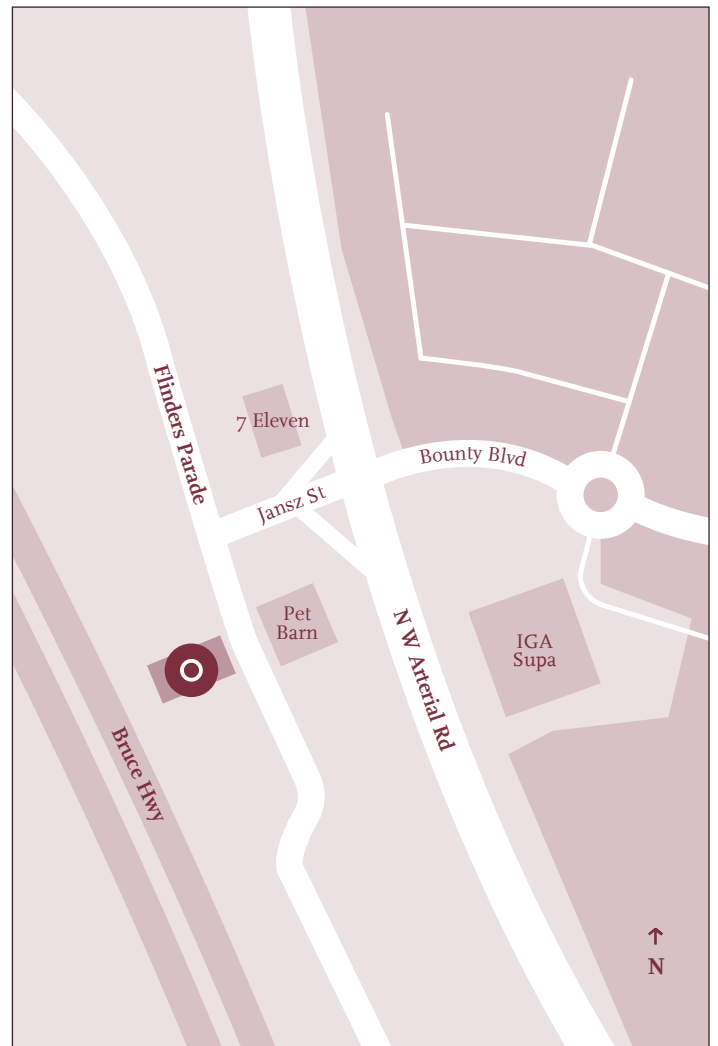 Flinders Parade
7 Eleven
Bounty Blvd
Jansz St
Pet
Barn
N W Arterial Rd
IGA
Supa
Bruce Hwy
↑
N